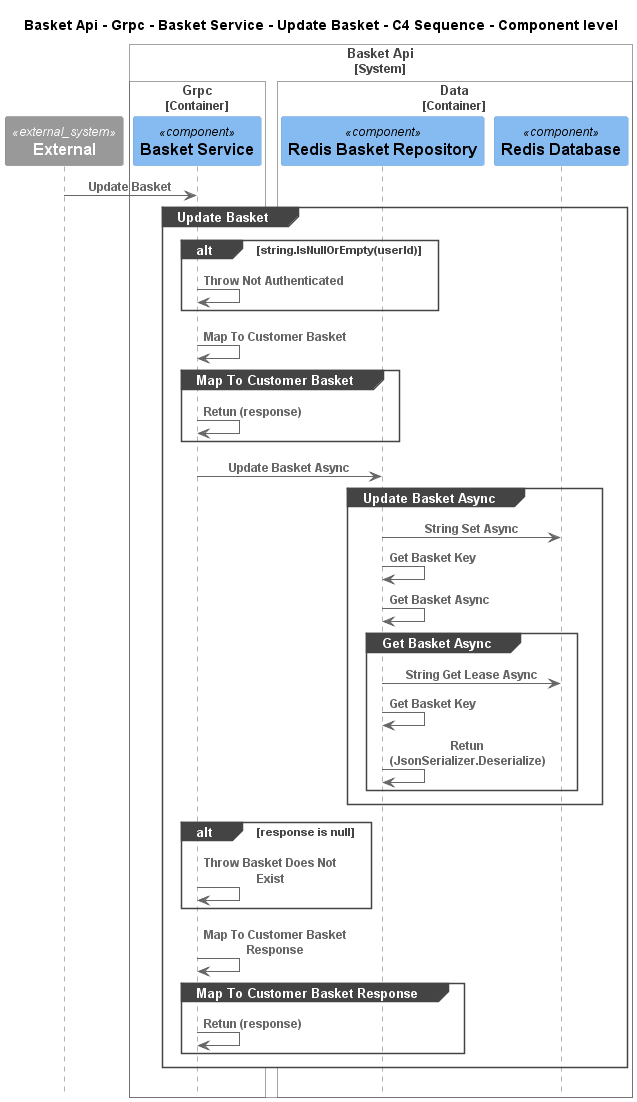 Basket Api - Grpc - Basket Service - Update Basket - C4 Sequence - Component level
Basket Api
[System]
Grpc
[Container]
Data
[Container]
«external_system»
External
«component»
Basket Service
«component»
Redis Basket Repository
«component»
Redis Database
Update Basket
Update Basket
alt [string.IsNullOrEmpty(userId)]
Throw Not Authenticated
Map To Customer Basket
Map To Customer Basket
Retun (response)
Update Basket Async
Update Basket Async
String Set Async
Get Basket Key
Get Basket Async
Get Basket Async
String Get Lease Async
Get Basket Key
Retun
(JsonSerializer.Deserialize)
alt [response is null]
Throw Basket Does Not
Exist
Map To Customer Basket
Response
Map To Customer Basket Response
Retun (response)